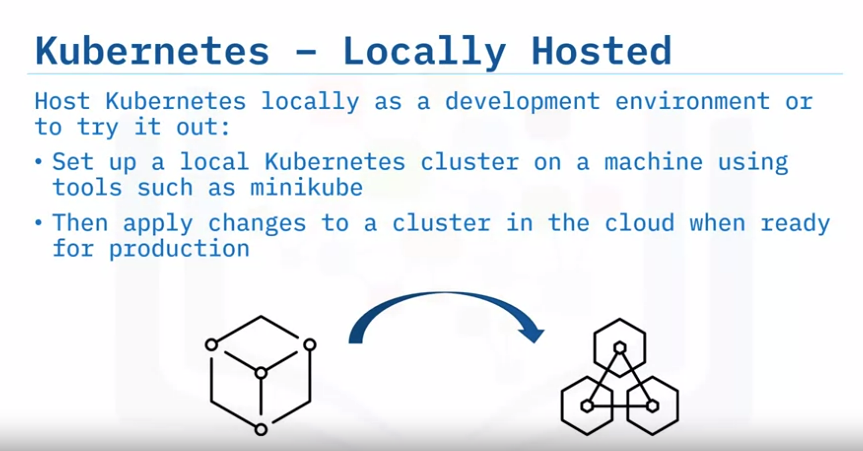 Kubernetes – Locally Hosted
Host Kubernetes locally as a development environment or
to try it out:
• Set up a local Kubernetes cluster on a machine using
tools such as minikube
• Then apply changes to a cluster in the cloud when ready
for production